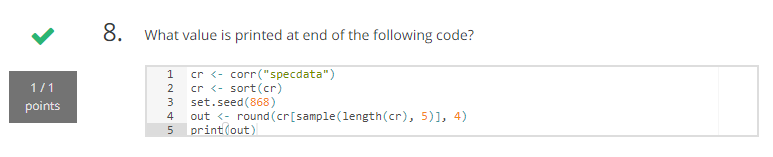 8. What value is printed at end of the following code?
1 / 1
points
1 cr <- corr("specdata")
2 cr <- sort(cr)
3 set.seed(868)
4 out <- round(cr[sample(length(cr), 5)], 4)
5 print(out)